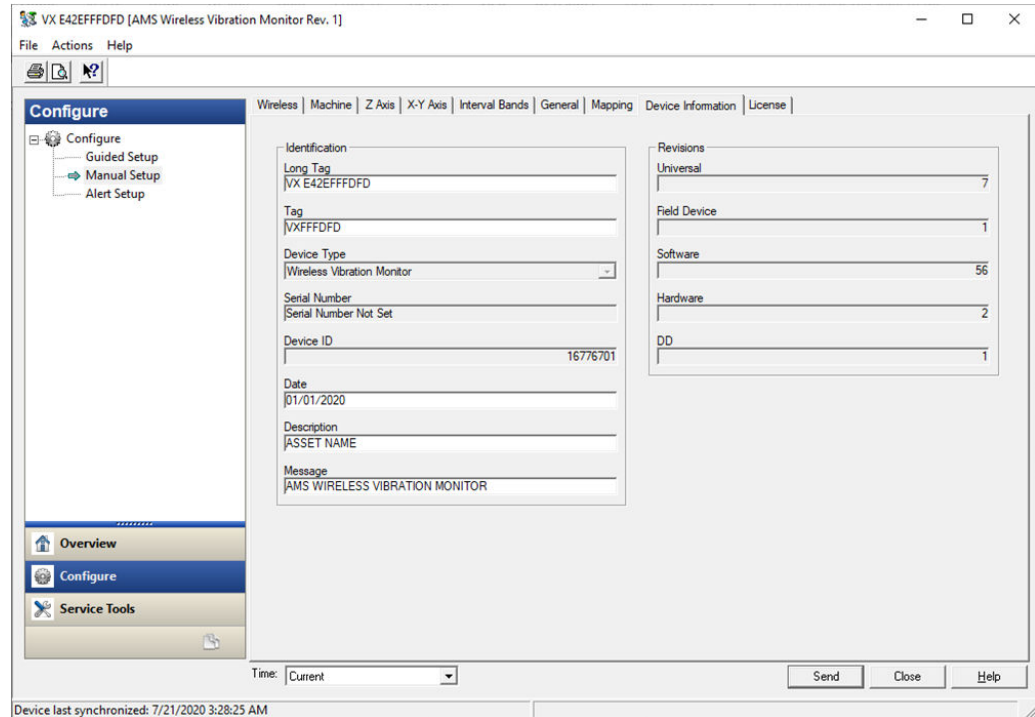 VX E42EFFFDFD [AMS Wireless Vibration Monitor Rev. 1]
File Actions Help
Configure
Configure
Guided Setup
Manual Setup
Alert Setup
Overview
Configure
Service Tools
Wireless | Machine | Z Axis | X-Y Axis | Interval Bands | General | Mapping Device Information | License |
Identification
Long Tag
VX E42EFFFDFD
Tag
VXFFFDFD
Device Type
Wireless Vibration Monitor
Serial Number
Serial Number Not Set
Device ID
16776701
Date
01/01/2020
Description
ASSET NAME
Message
AMS WIRELESS VIBRATION MONITOR
Revisions
Universal
7
Field Device
1
Software
56
Hardware
2
DD
1
Time: Current
Send Close Help
Device last synchronized: 7/21/2020 3:28:25 AM